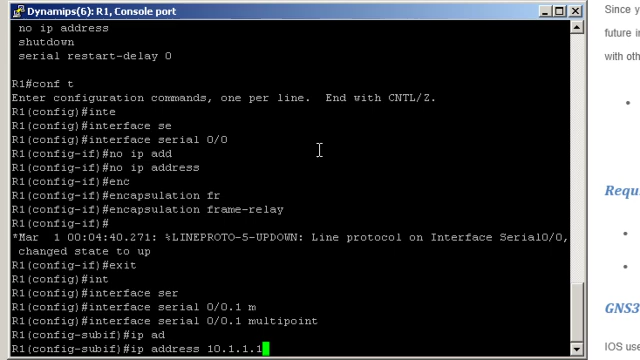 Dynamips(6): R1, Console port
no ip address
shutdown
serial restart-delay 0
R1#conf t
Enter configuration commands, one per line.  End with CNTL/Z.
R1(config)#inte
R1(config)#interface se
R1(config)#interface serial 0/0
R1(config-if)#no ip add
R1(config-if)#no ip address
R1(config-if)#enc
R1(config-if)#encapsulation fr
R1(config-if)#encapsulation frame-relay
R1(config-if)#
*Mar  1 00:04:40.271: %LINEPROTO-5-UPDOWN: Line protocol on Interface Serial0/0,
changed state to up
R1(config-if)#exit
R1(config)#int
R1(config)#interface ser
R1(config)#interface serial 0/0.1 m
R1(config)#interface serial 0/0.1 multipoint
R1(config-subif)#ip ad
R1(config-subif)#ip address 10.1.1.1
Since y
future i
with oth
Requ
GNS3
IOS use